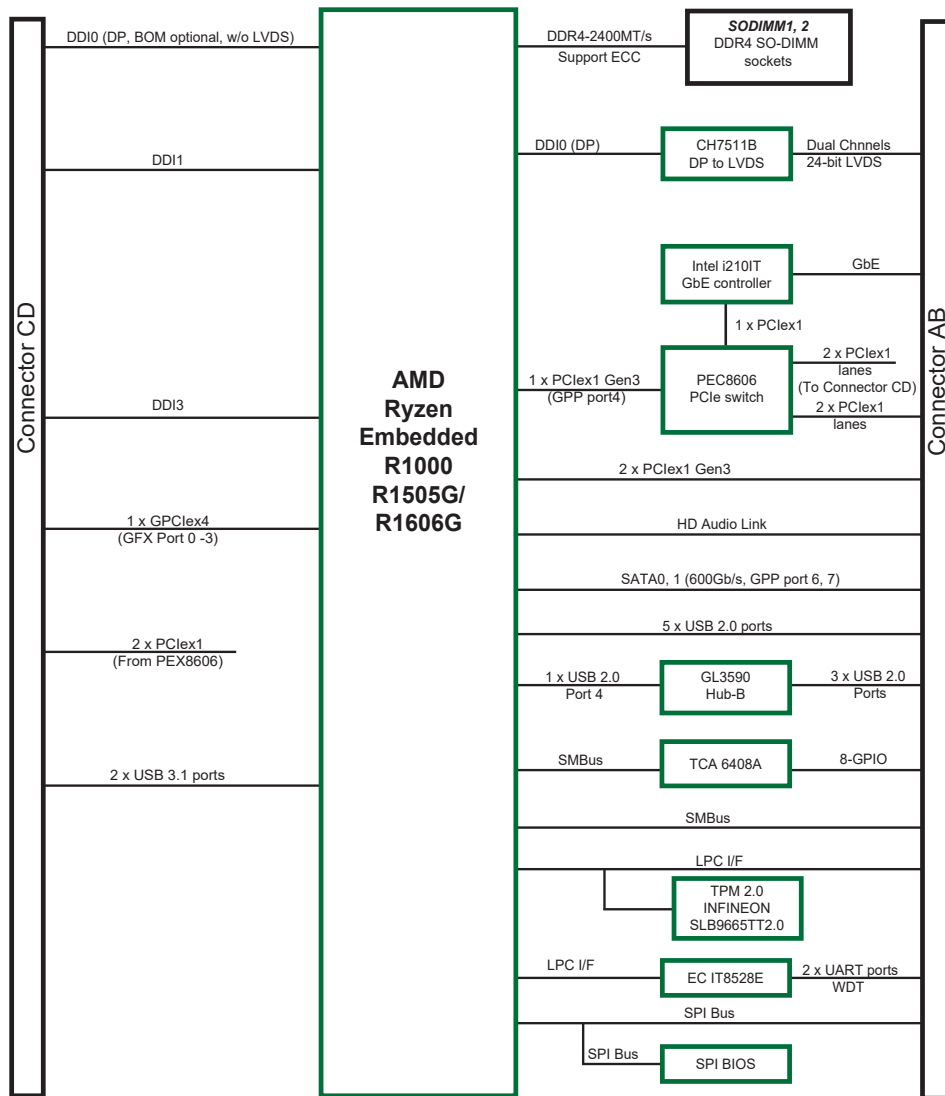 Connector CD
DDI0 (DP, BOM optional, w/o LVDS)
DDI1
DDI3
1 x GPCIex4
(GFX Port 0 -3)
2 x PCIex1
(From PEX8606)
2 x USB 3.1 ports
AMD
Ryzen
Embedded
R1000
R1505G/
R1606G
DDR4-2400MT/s
Support ECC
SODIMM1, 2
DDR4 SO-DIMM
sockets
DDI0 (DP)
CH7511B
DP to LVDS
Dual Chnnels
24-bit LVDS
Intel i210IT
GbE controller
GbE
1 x PCIex1
1 x PCIex1 Gen3
(GPP port4)
PEC8606
PCIe switch
2 x PCIex1
lanes
(To Connector CD)
2 x PCIex1
lanes
2 x PCIex1 Gen3
HD Audio Link
SATA0, 1 (600Gb/s, GPP port 6, 7)
5 x USB 2.0 ports
1 x USB 2.0
Port 4
GL3590
Hub-B
3 x USB 2.0
Ports
SMBus
TCA 6408A
8-GPIO
SMBus
LPC I/F
TPM 2.0
INFINEON
SLB9665TT2.0
LPC I/F
EC IT8528E
2 x UART ports
WDT
SPI Bus
SPI Bus
SPI BIOS
Connector AB